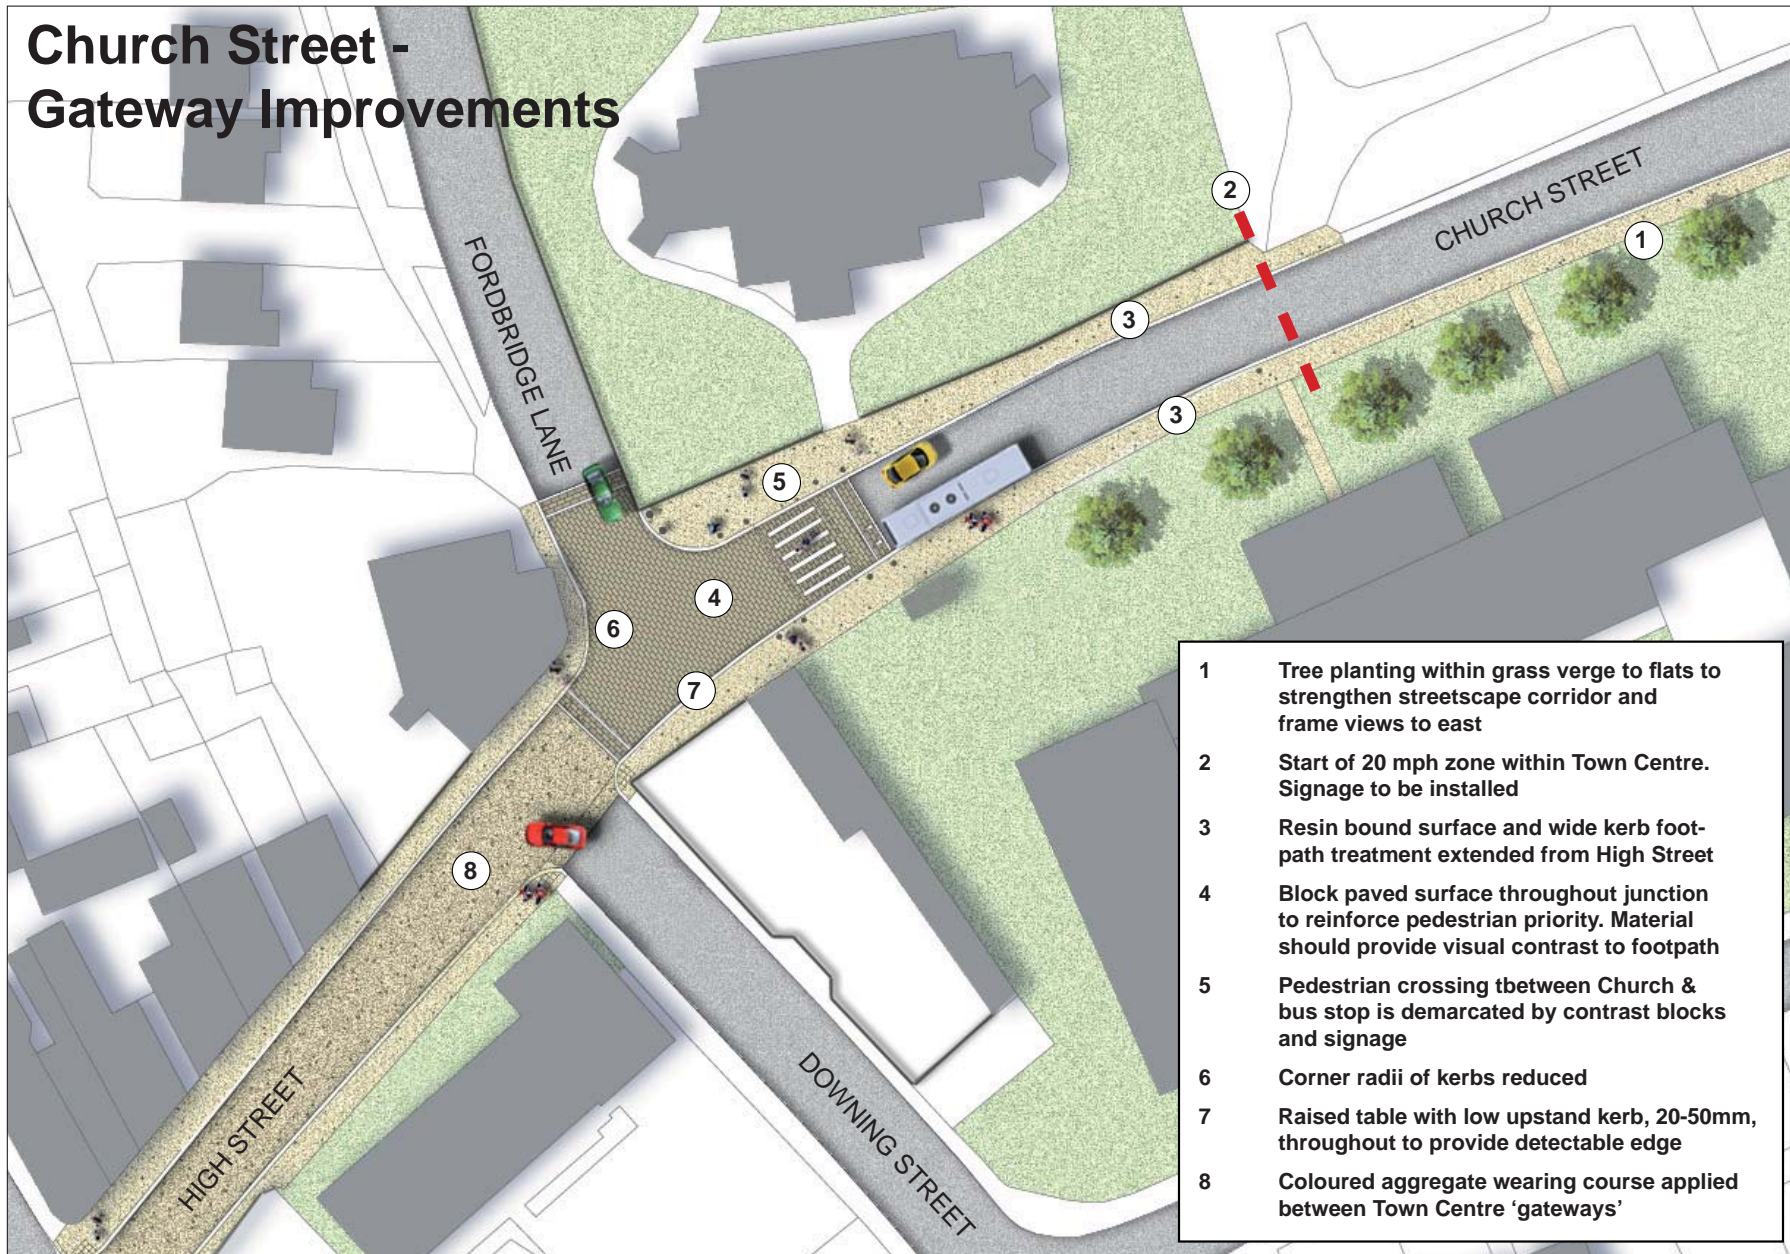 Church Street -
Gateway Improvements
FORDBRIDGE LANE
CHURCH STREET
HIGH STREET
DOWNING STREET
2
1
3
3
5
4
6
7
8
1 Tree planting within grass verge to flats to
strengthen streetscape corridor and
frame views to east
2 Start of 20 mph zone within Town Centre.
Signage to be installed
3 Resin bound surface and wide kerb foot-
path treatment extended from High Street
4 Block paved surface throughout junction
to reinforce pedestrian priority. Material
should provide visual contrast to footpath
5 Pedestrian crossing tbetween Church &
bus stop is demarcated by contrast blocks
and signage
6 Corner radii of kerbs reduced
7 Raised table with low upstand kerb, 20-50mm,
throughout to provide detectable edge
8 Coloured aggregate wearing course applied
between Town Centre ‘gateways’